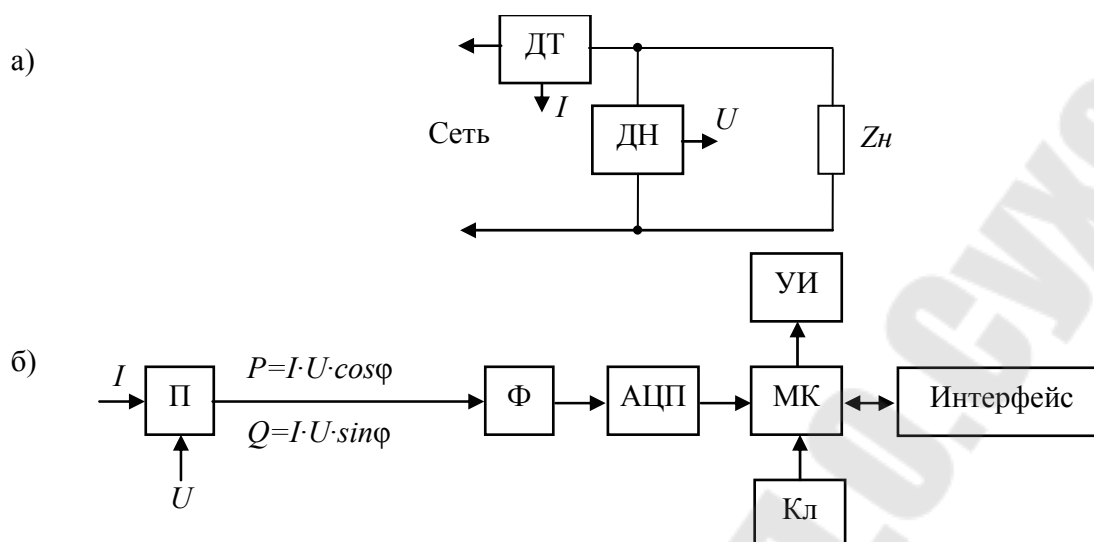 а)
ДТ
I
Сеть
ДН
U
Zн
УИ
б)
I
P=I·U·cosφ
П
Ф
АЦП
МК
Интерфейс
Q=I·U·sinφ
U
Кл